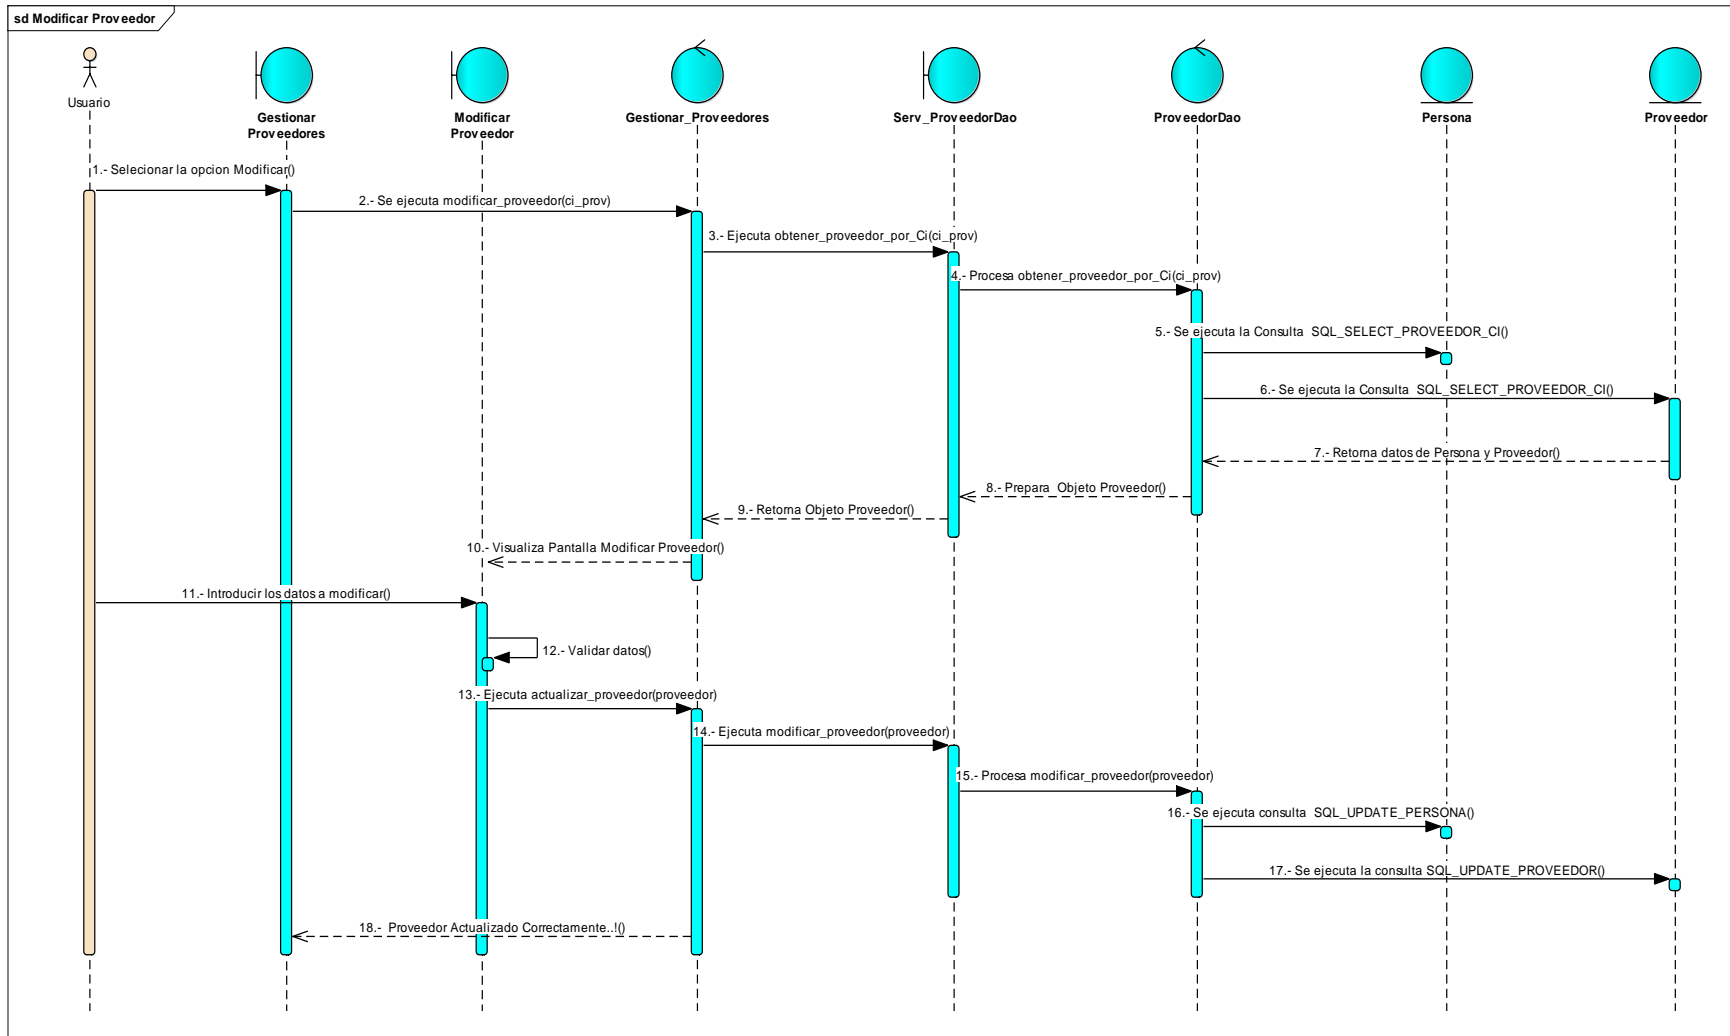 sd Modificar Proveedor
Usuario
Gestionar
Proveedores
Modificar
Proveedor
Gestionar_Proveedores
Serv_ProveedorDao
ProveedorDao
Persona
Proveedor
1.- Selecionar la opcion Modificar()
2.- Se ejecuta modificar_proveedor(ci_prov)
3.- Ejecuta obtener_proveedor_por_Ci(ci_prov)
4.- Procesa obtener_proveedor_por_Ci(ci_prov)
5.- Se ejecuta la Consulta SQL_SELECT_PROVEEDOR_CI()
6.- Se ejecuta la Consulta SQL_SELECT_PROVEEDOR_CI()
7.- Retorna datos de Persona y Proveedor()
8.- Prepara Objeto Proveedor()
9.- Retorna Objeto Proveedor()
10.- Visualiza Pantalla Modificar Proveedor()
11.- Introducir los datos a modificar()
12.- Validar datos()
13.- Ejecuta actualizar_proveedor(proveedor)
14.- Ejecuta modificar_proveedor(proveedor)
15.- Procesa modificar_proveedor(proveedor)
16.- Se ejecuta consulta SQL_UPDATE_PERSONA()
17.- Se ejecuta la consulta SQL_UPDATE_PROVEEDOR()
18.- Proveedor Actualizado Correctamente..!()